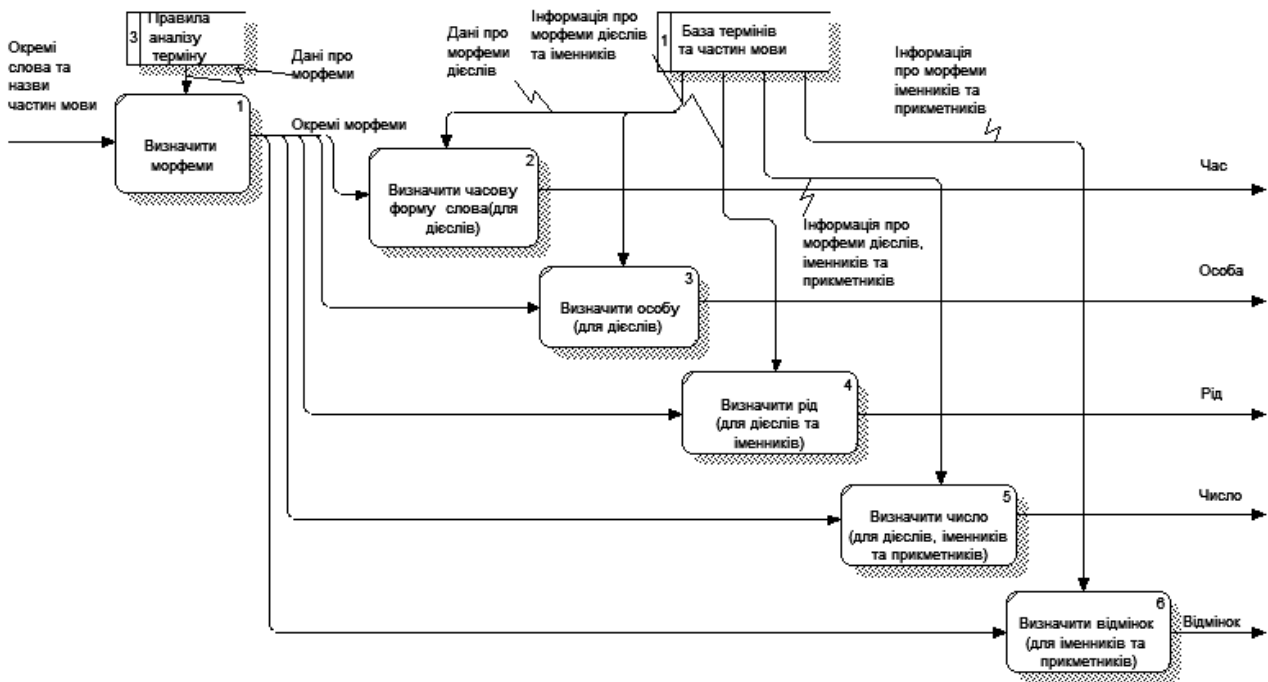 3
Правила
аналізу
терміну
Окремі
слова та
назви
частин мови
Дані про
морфеми
Дані про
морфеми
дієслів
Інформація про
морфеми дієслів
та іменників
1
База термінів
та частин мови
Інформація
про морфеми
іменників та
прикметників
1
Визначити
морфеми
Окремі морфеми
2
Визначити часову
форму слова(для
дієслів)
Час
Інформація про
морфеми дієслів,
іменників та
прикметників
3
Визначити особу
(для дієслів)
Особа
4
Визначити рід
(для дієслів та
іменників)
Рід
5
Визначити число
(для дієслів, іменників
та прикметників)
Число
6
Визначити відмінок
(для іменників та
прикметників)
Відмінок